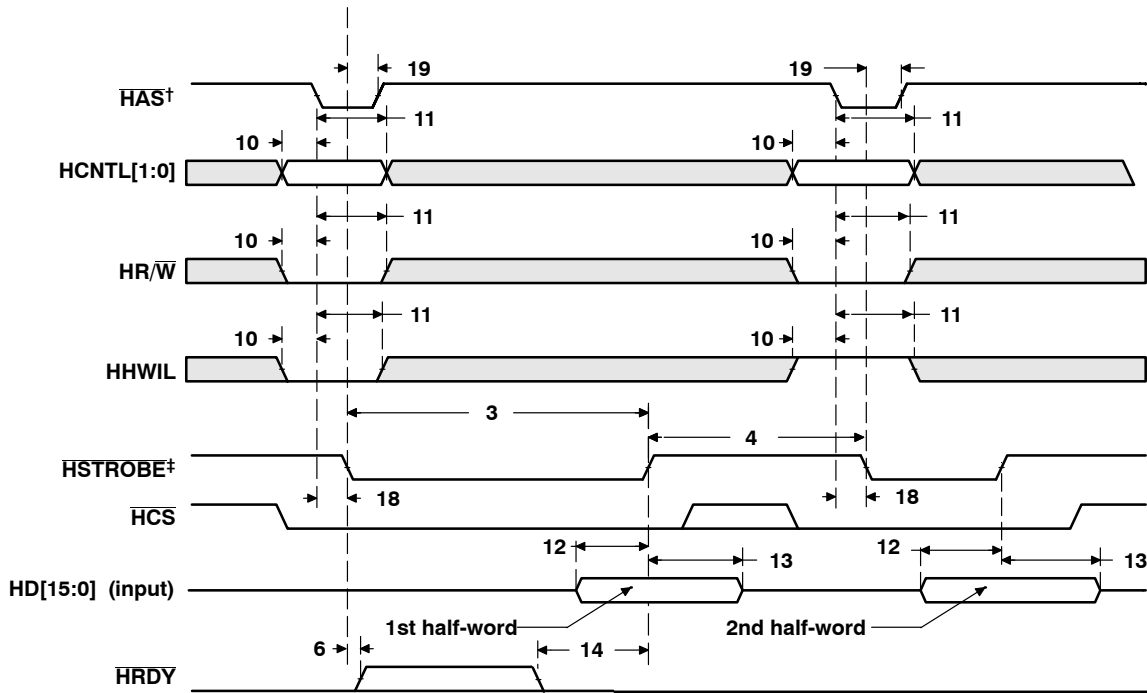 19 19
HAS†
11 11
10 10
HCNTL[1:0]
11 11
10 10
HR/W
11 11
10 10
HHWIL
3
4
HSTROBE‡
18 18
HCS
12 12
13 13
HD[15:0] (input)
1st half-word 2nd half-word
6 14
HRDY